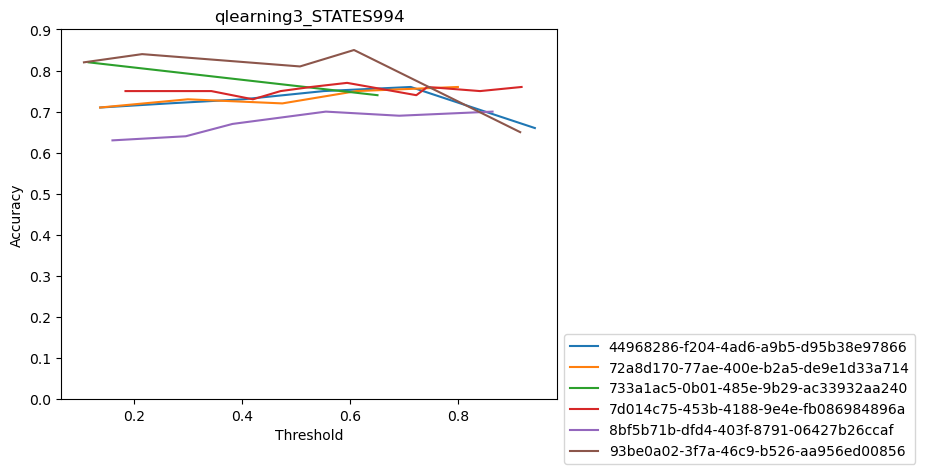 qlearning3_STATES994
Accuracy
0.9
0.8
0.7
0.6
0.5
0.4
0.3
0.2
0.1
0.0
0.2
0.4
0.6
0.8
Threshold
44968286-f204-4ad6-a9b5-d95b38e97866
72a8d170-77ae-400e-b2a5-de9e1d33a714
733a1ac5-0b01-485e-9b29-ac33932aa240
7d014c75-453b-4188-9e4e-fb086984896a
8bf5b71b-dfd4-403f-8791-06427b26ccaf
93be0a02-3f7a-46c9-b526-aa956ed00856